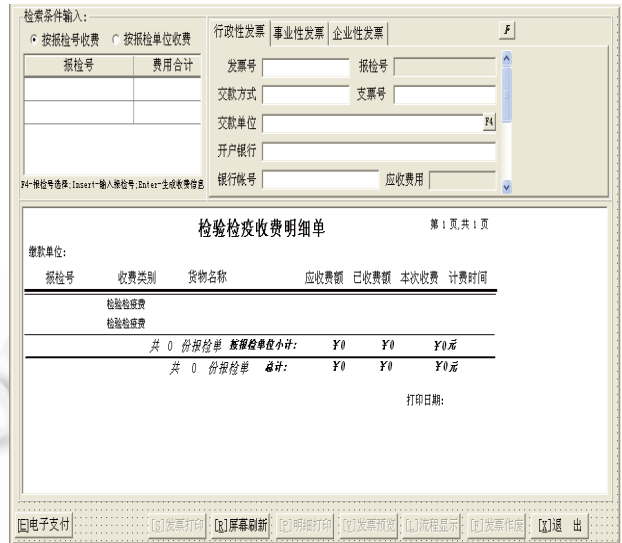 检索条件输入:
按报检号收费 按报检单位收费
报检号 费用合计
F4-报检号选择;Insert-输入报检号;Enter-生成收费信息
行政性发票 事业性发票 企业性发票 F
发票号 报检号
交款方式 支票号
交款单位 F4
开户银行
银行帐号 应收费用
检验检疫收费明细单 第 1 页,共 1 页
缴款单位:
报检号 收费类别 货物名称 应收费额 已收费额 本次收费 计费时间
检验检疫费
检验检疫费
共 0 份报检单 按报检单位小计: ¥0 ¥0 ¥0元
共 0 份报检单 总计: ¥0 ¥0 ¥0元
打印日期:
[E]电子支付 [S]发票打印 [R]屏幕刷新 [P]明细打印 [Y]发票预览 [L]流程显示 [F]发票作废 [X]退 出